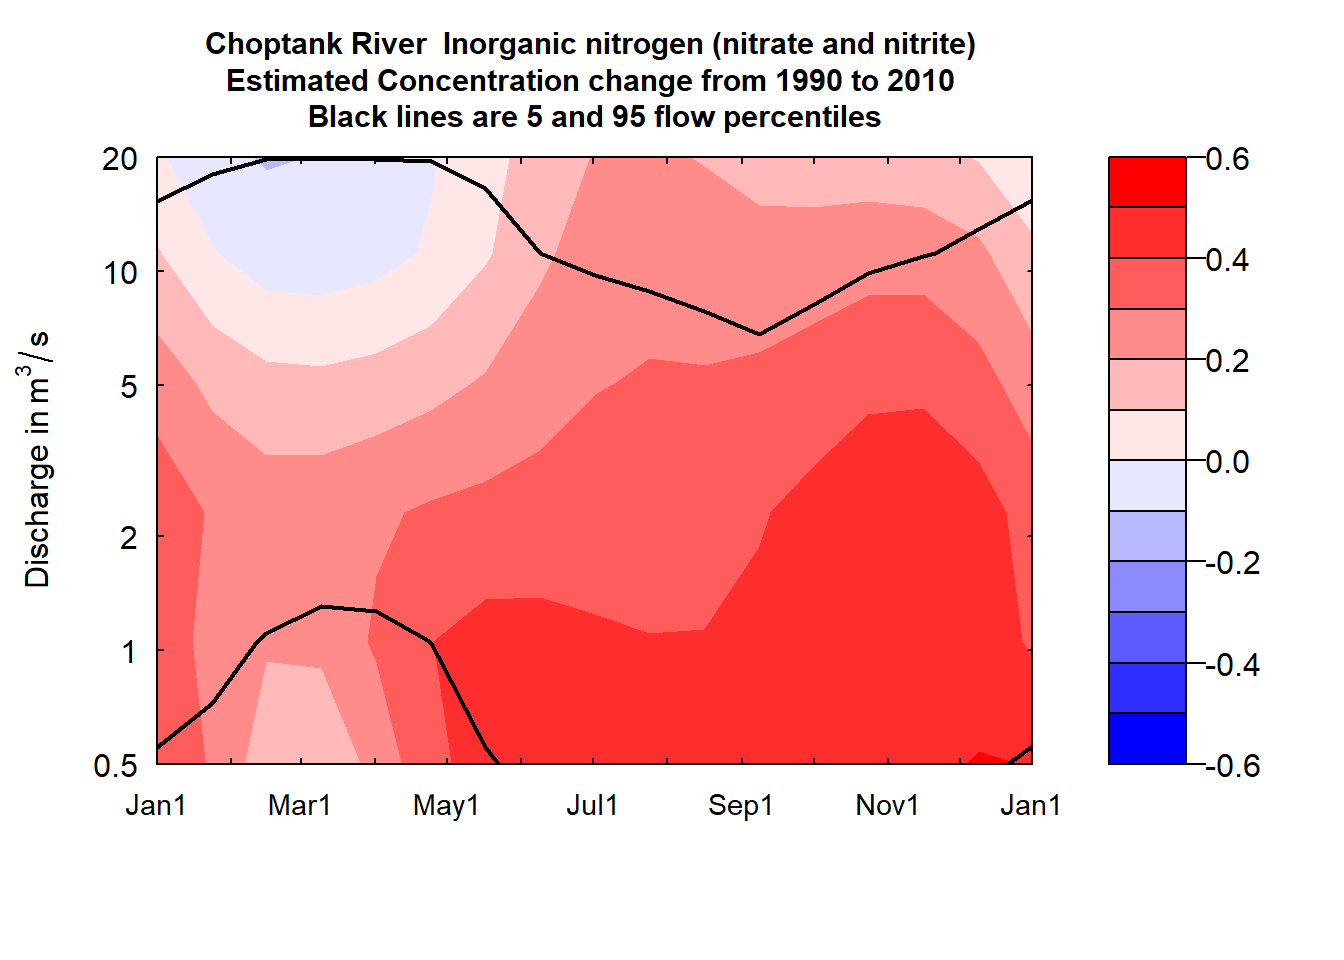 Choptank River  Inorganic nitrogen (nitrate and nitrite)
Estimated Concentration change from 1990 to 2010
Black lines are 5 and 95 flow percentiles
Discharge in m³/s
20
10
5
2
1
0.5
Jan1 Mar1 May1 Jul1 Sep1 Nov1 Jan1
0.6
0.4
0.2
0.0
-0.2
-0.4
-0.6